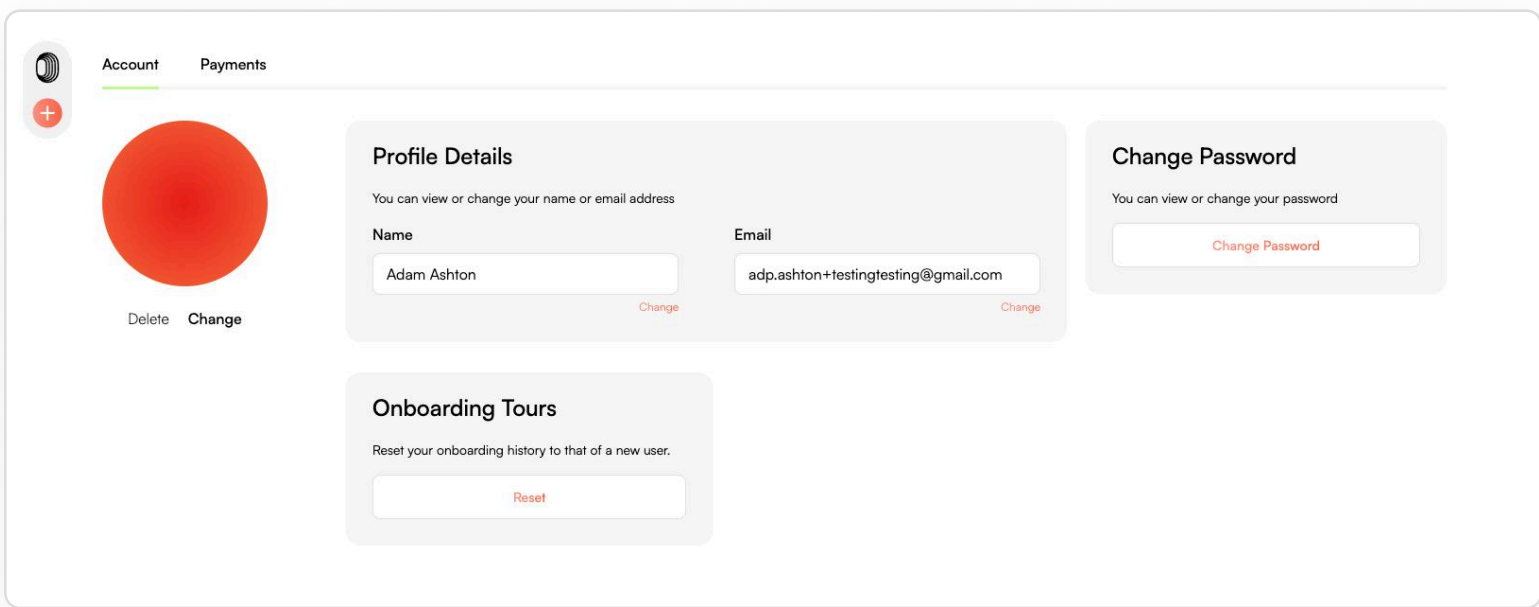 Account
Payments
Delete
Change
Profile Details
You can view or change your name or email address
Name
Adam Ashton
Change
Email
adp.ashton+testingtesting@gmail.com
Change
Change Password
You can view or change your password
Change Password
Onboarding Tours
Reset your onboarding history to that of a new user.
Reset